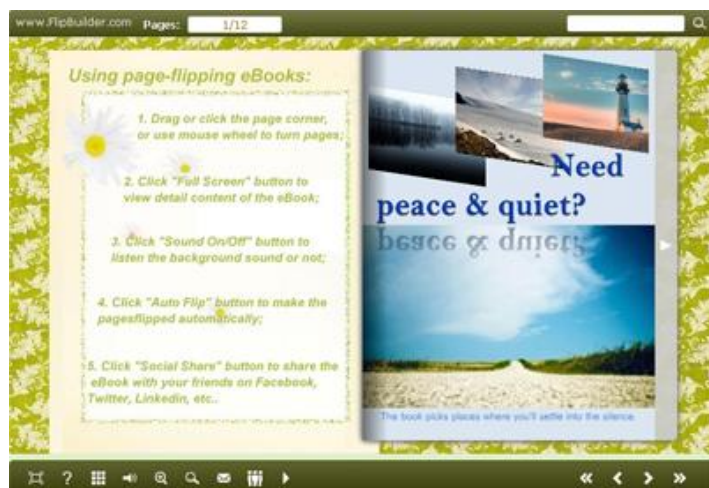 www.FlipBuilder.com Pages: 1/12
Using page-flipping eBooks:
1. Drag or click the page corner,
or use mouse wheel to turn pages;
2. Click "Full Screen" button to
view detail content of the eBook;
3. Click "Sound On/Off" button to
listen the background sound or not;
4. Click "Auto Flip" button to make the
pagesflipped automatically;
5. Click "Social Share" button to share the
eBook with your friends on Facebook,
Twitter, Linkedin, etc..
Need
peace & quiet?
peace & quiet?
The book picks places where you'll settle into the silence.